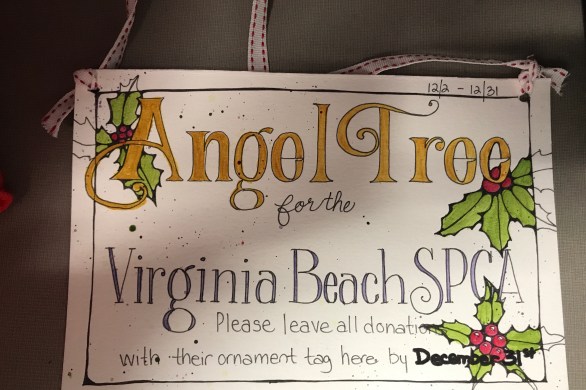 12/2 - 12/31
Angel Tree
for the
Virginia Beach SPCA
Please leave all donations
with their ornament tag here by December 31st